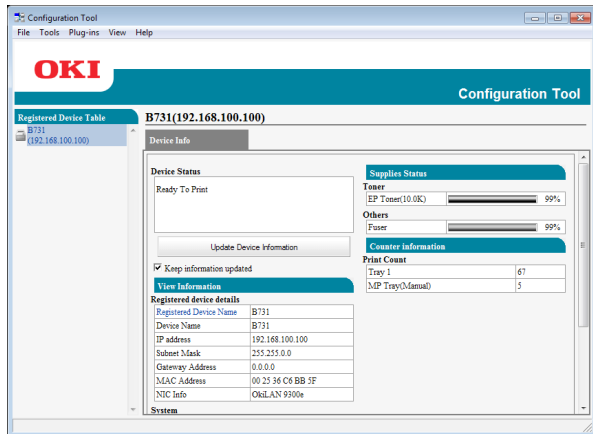 Configuration Tool
File Tools Plug-ins View Help
OKI
Configuration Tool
Registered Device Table
B731
(192.168.100.100)
B731(192.168.100.100)
Device Info
Device Status
Ready To Print
Update Device Information
Keep information updated
View Information
Registered device details
Registered Device Name B731
Device Name B731
IP address 192.168.100.100
Subnet Mask 255.255.0.0
Gateway Address 0.0.0.0
MAC Address 00 25 36 C6 BB 5F
NIC Info OkiLAN 9300e
System
Supplies Status
Toner
EP Toner(10.0K) 99%
Others
Fuser 99%
Counter information
Print Count
Tray 1 67
MP Tray(Manual) 5